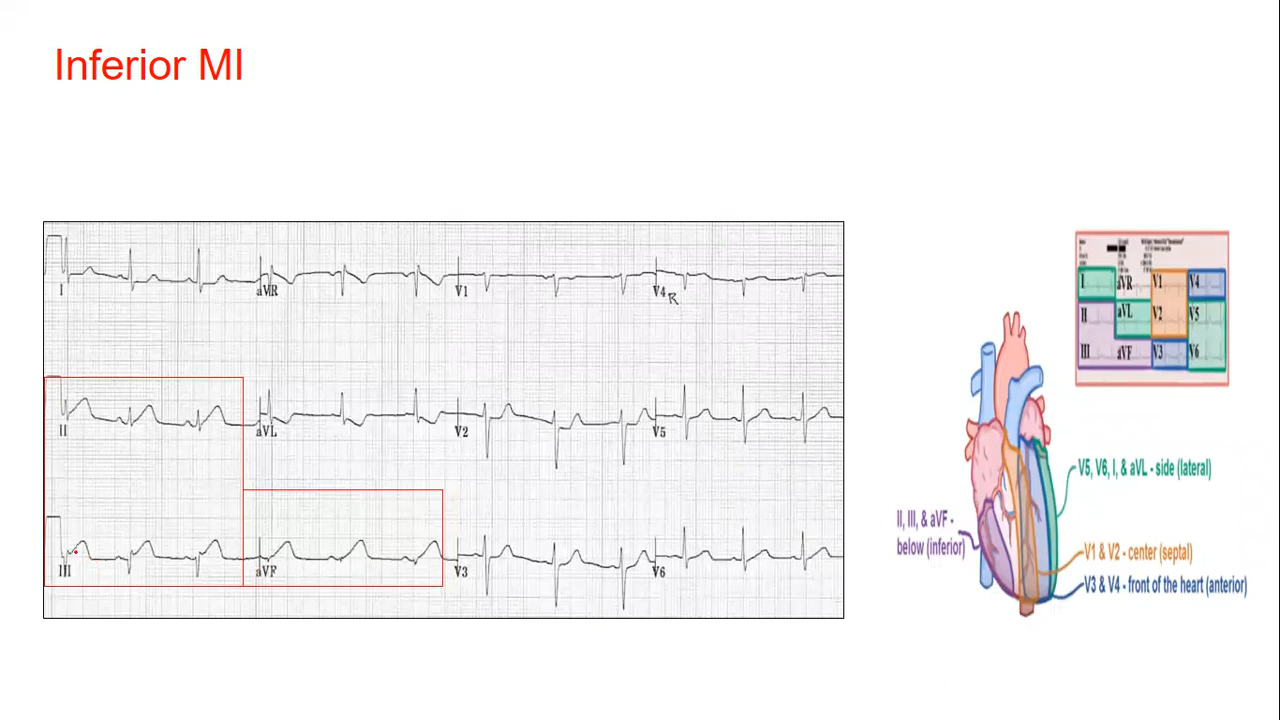 Inferior MI
I
aVR
V1
V4R
II
aVL
V2
V5
III
aVF
V3
V6
I
aVR
V1
V4
II
aVL
V2
V5
III
aVF
V3
V6
V5, V6, I, & aVL - side (lateral)
II, III, & aVF -
below (inferior)
V1 & V2 - center (septal)
V3 & V4 - front of the heart (anterior)